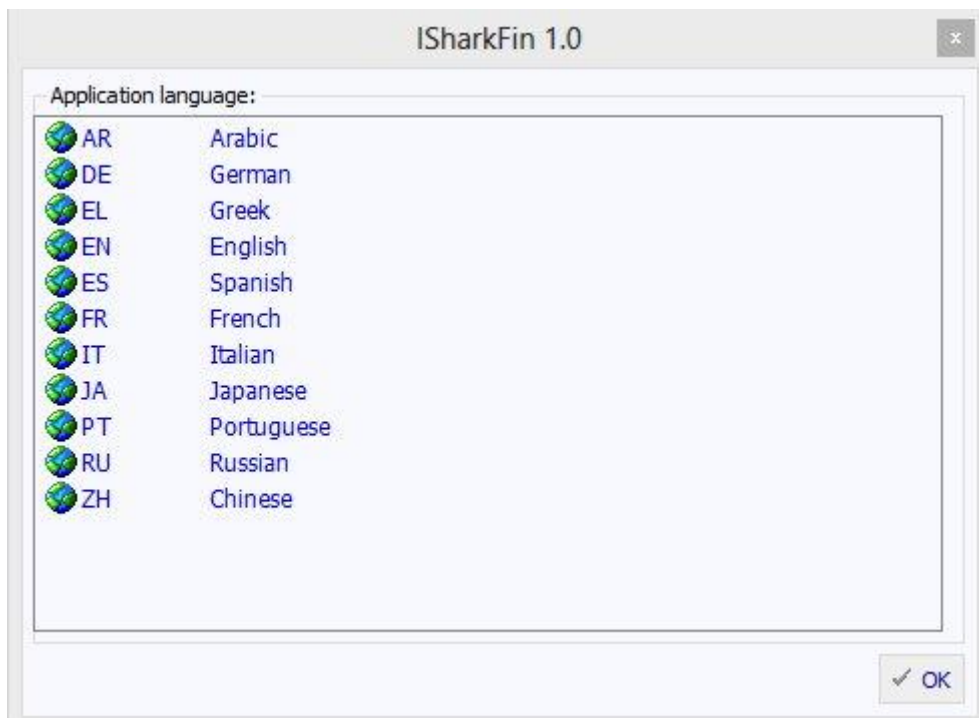 ISharkFin 1.0
x
Application language:
AR Arabic
DE German
EL Greek
EN English
ES Spanish
FR French
IT Italian
JA Japanese
PT Portuguese
RU Russian
ZH Chinese
OK